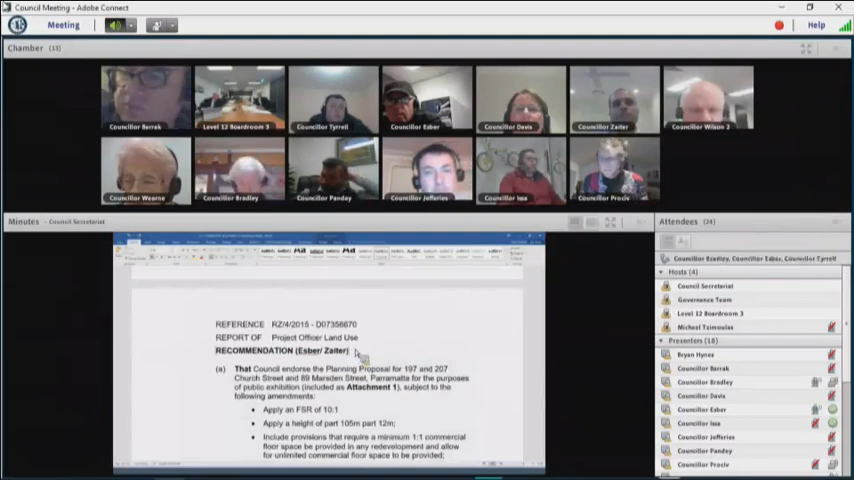 Council Meeting - Adobe Connect
Meeting
Help
Chamber (13)
Councillor Barrak
Level 12 Boardroom 3
Councillor Tyrrell
Councillor Esber
Councillor Davis
Councillor Zaiter
Councillor Wilson 2
Councillor Wearne
Councillor Bradley
Councillor Pandey
Councillor Jefferies
Councillor Issa
Councillor Prociv
Minutes - Council Secretariat
REFERENCE RZ/4/2015 - D07356670
REPORT OF Project Officer Land Use
RECOMMENDATION (Esber/ Zaiter)
(a) That Council endorse the Planning Proposal for 197 and 207
Church Street and 89 Marsden Street, Parramatta for the purposes
of public exhibition (included as Attachment 1), subject to the
following amendments:
• Apply an FSR of 10:1
• Apply a height of part 105m part 12m;
• Include provisions that require a minimum 1:1 commercial
floor space be provided in any redevelopment and allow
for unlimited commercial floor space to be provided;
Attendees (24)
Councillor Bradley, Councillor Esber, Councillor Tyrrell
Hosts (4)
Council Secretariat
Governance Team
Level 12 Boardroom 3
Michael Tzimoulas
Presenters (18)
Bryan Hynes
Councillor Barrak
Councillor Bradley
Councillor Davis
Councillor Esber
Councillor Issa
Councillor Jefferies
Councillor Pandey
Councillor Prociv